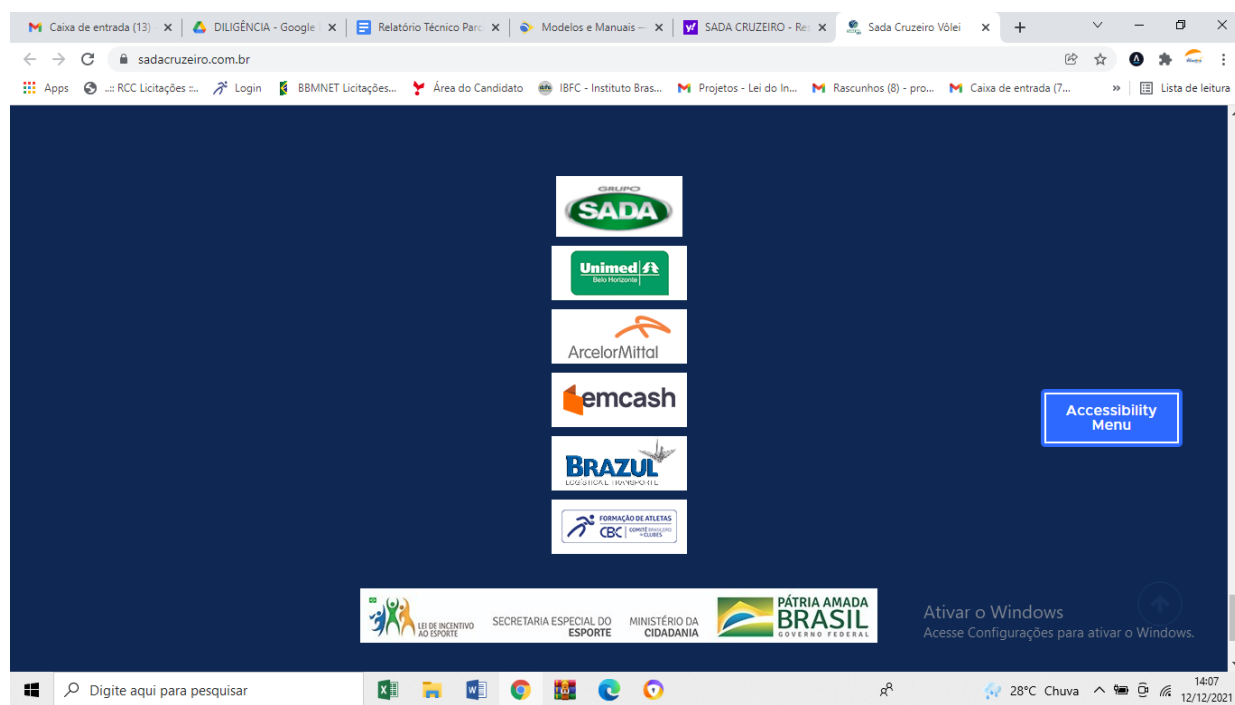 Caixa de entrada (13)
DILIGÊNCIA - Google
Relatório Técnico Parc
Modelos e Manuais —
SADA CRUZEIRO - Re
Sada Cruzeiro Vôlei
sadacruzeiro.com.br
Apps
..:: RCC Licitações ::..
Login
BBMNET Licitações...
Área do Candidato
IBFC - Instituto Bras...
Projetos - Lei do In...
Rascunhos (8) - pro...
Caixa de entrada (7...
»
Lista de leitura
GRUPO
SADA
Unimed
Belo Horizonte
ArcelorMittal
Accessibility
Menu
emcash
BRAZUL
FORMAÇÃO DE ATLETAS
CBC COMITÊ BRASILEIRO
DE CLUBES
LEI DE INCENTIVO
AO ESPORTE
SECRETARIA ESPECIAL DO
ESPORTE
MINISTÉRIO DA
CIDADANIA
PÁTRIA AMADA
BRASIL
GOVERNO FEDERAL
Ativar o Windows
Acesse Configurações para ativar o Windows.
Digite aqui para pesquisar
28°C Chuva
14:07
12/12/2021